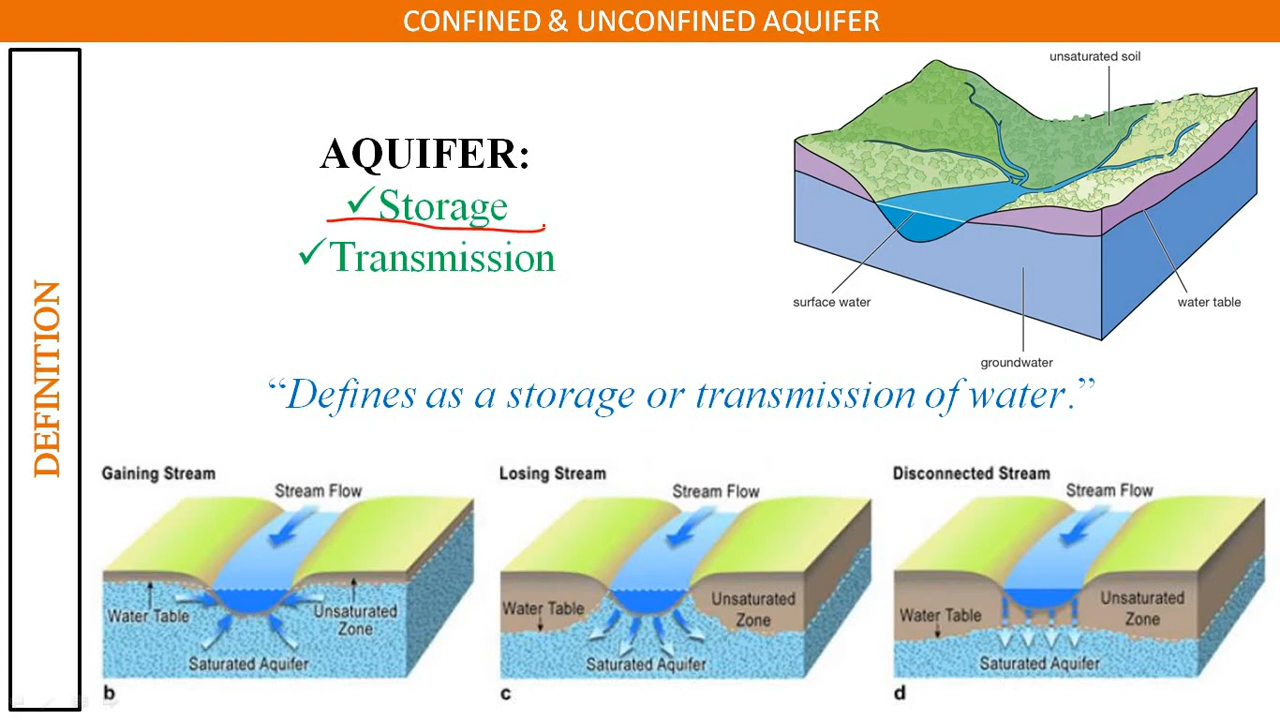 CONFINED & UNCONFINED AQUIFER
DEFINITION
AQUIFER:
✓Storage
✓Transmission
unsaturated soil
surface water
water table
groundwater
“Defines as a storage or transmission of water.”
Gaining Stream
Stream Flow
Water Table
Unsaturated
Zone
Saturated Aquifer
b
Losing Stream
Stream Flow
Water Table
Unsaturated
Zone
Saturated Aquifer
c
Disconnected Stream
Stream Flow
Water Table
Unsaturated
Zone
Saturated Aquifer
d